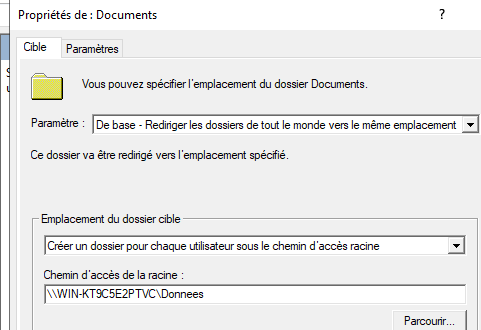 Propriétés de : Documents
?
Cible
Paramètres
Vous pouvez spécifier l'emplacement du dossier Documents.
Paramètre :
De base - Rediriger les dossiers de tout le monde vers le même emplacement
Ce dossier va être redirigé vers l'emplacement spécifié.
Emplacement du dossier cible
Créer un dossier pour chaque utilisateur sous le chemin d'accès racine
Chemin d'accès de la racine :
\\WIN-KT9C5E2PTVC\Donnees
Parcourir...